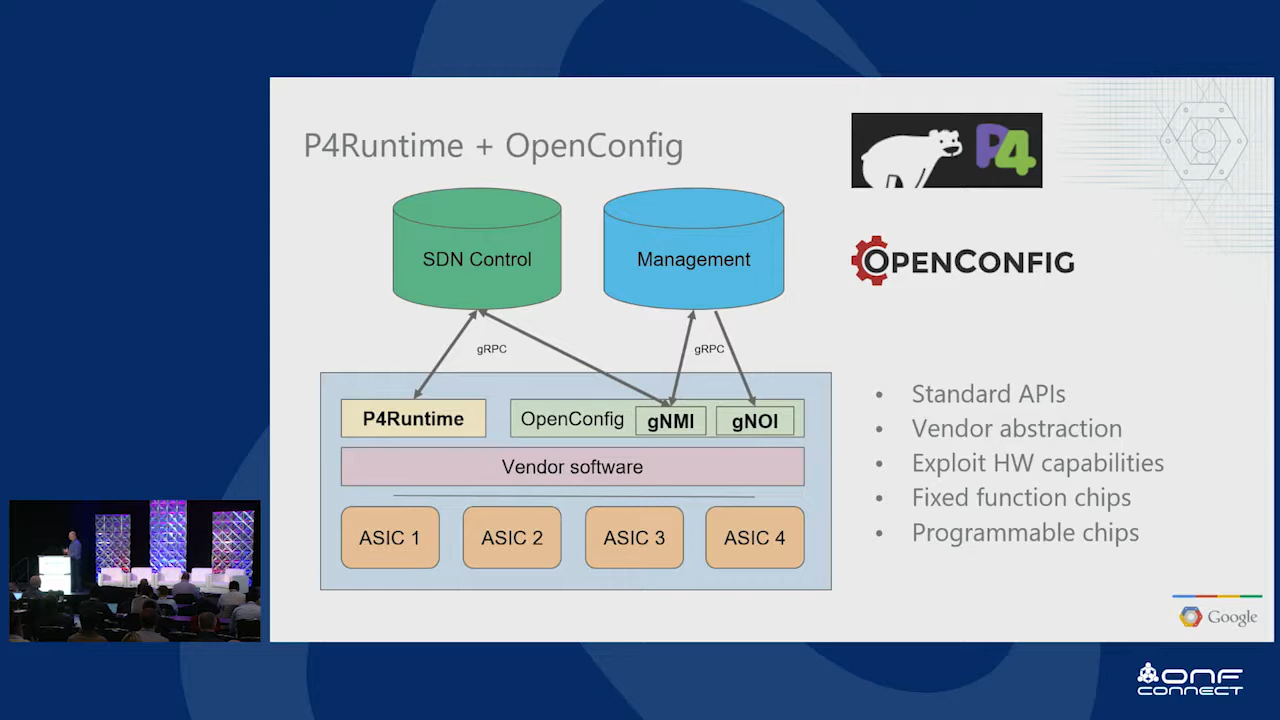 P4Runtime + OpenConfig
P4
OPENCONFIG
SDN Control
Management
gRPC
gRPC
P4Runtime
OpenConfig
gNMI
gNOI
Vendor software
ASIC 1
ASIC 2
ASIC 3
ASIC 4
• Standard APIs
• Vendor abstraction
• Exploit HW capabilities
• Fixed function chips
• Programmable chips
Google
ONF
CONNECT